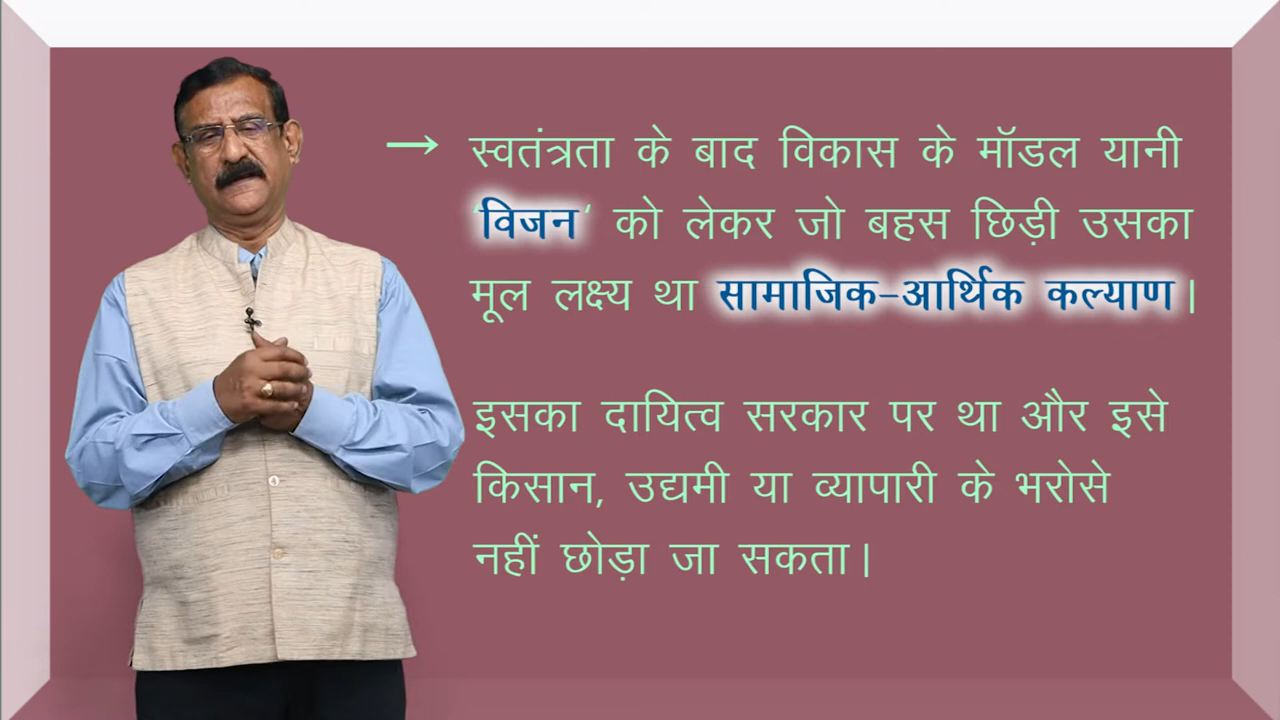 → स्वतंत्रता के बाद विकास के मॉडल यानी
‘विजन’ को लेकर जो बहस छिड़ी उसका
मूल लक्ष्य था सामाजिक-आर्थिक कल्याण।
इसका दायित्व सरकार पर था और इसे
किसान, उद्यमी या व्यापारी के भरोसे
नहीं छोड़ा जा सकता।